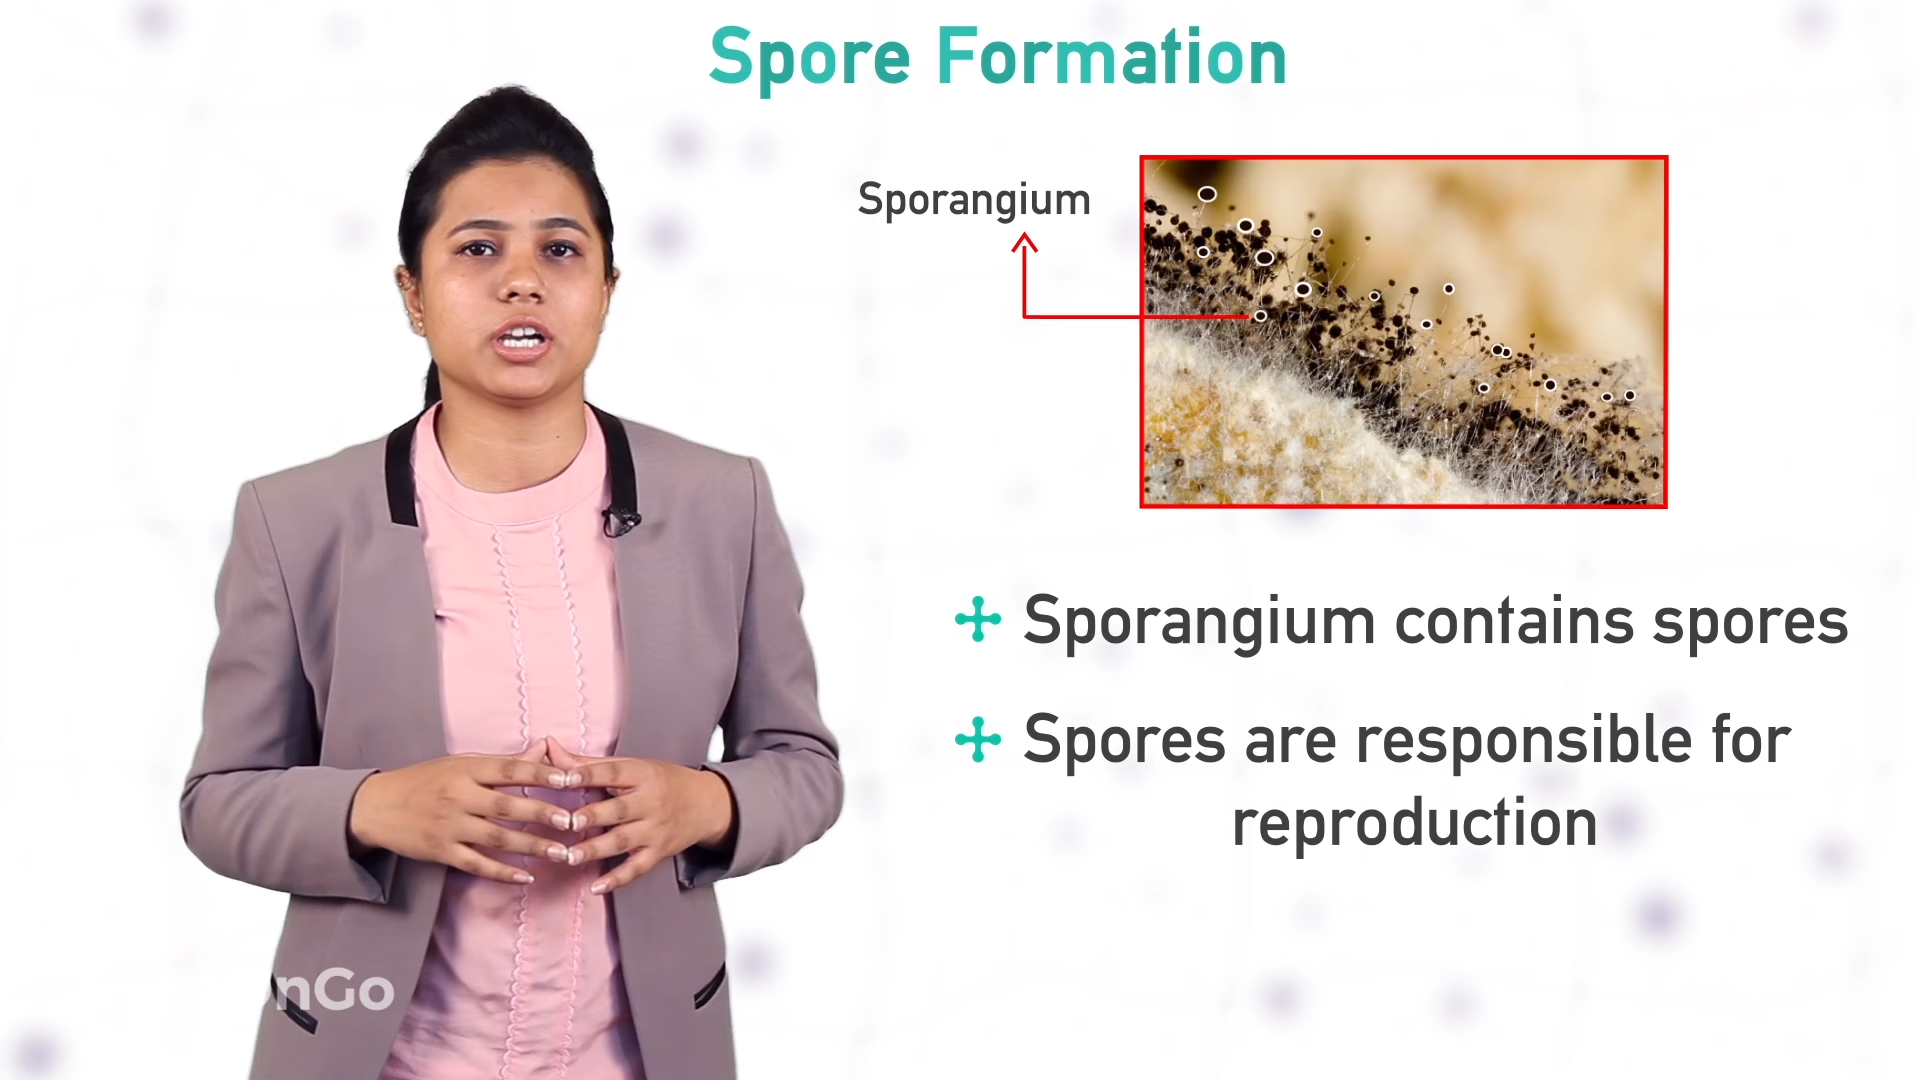 Spore Formation
Sporangium
Sporangium contains spores
Spores are responsible for
reproduction
nGo